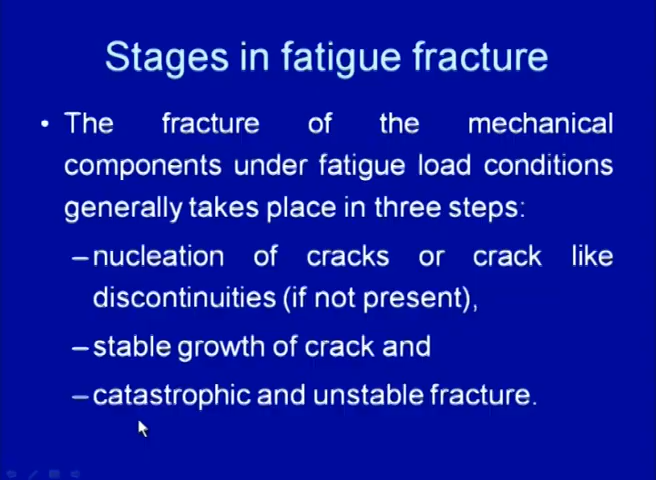 Stages in fatigue fracture
• The fracture of the mechanical
components under fatigue load conditions
generally takes place in three steps:
–nucleation of cracks or crack like
discontinuities (if not present),
–stable growth of crack and
–catastrophic and unstable fracture.